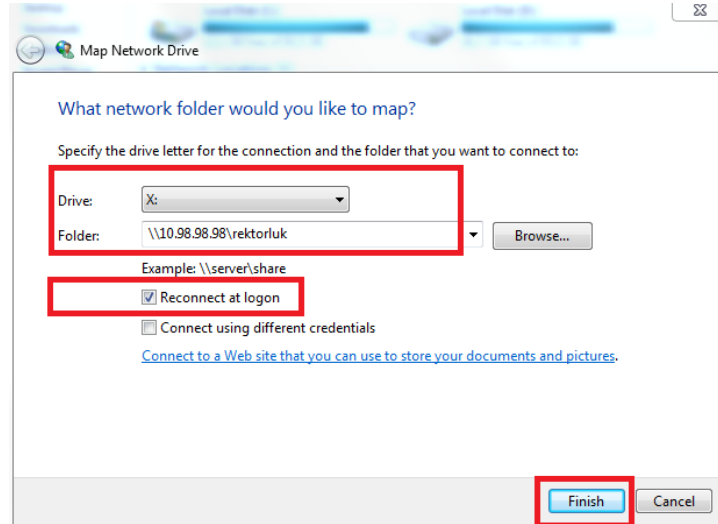 Map Network Drive
What network folder would you like to map?
Specify the drive letter for the connection and the folder that you want to connect to:
Drive: X:
Folder: \\10.98.98.98\rektorluk Browse...
Example: \\server\share
Reconnect at logon
Connect using different credentials
Connect to a Web site that you can use to store your documents and pictures.
Finish Cancel